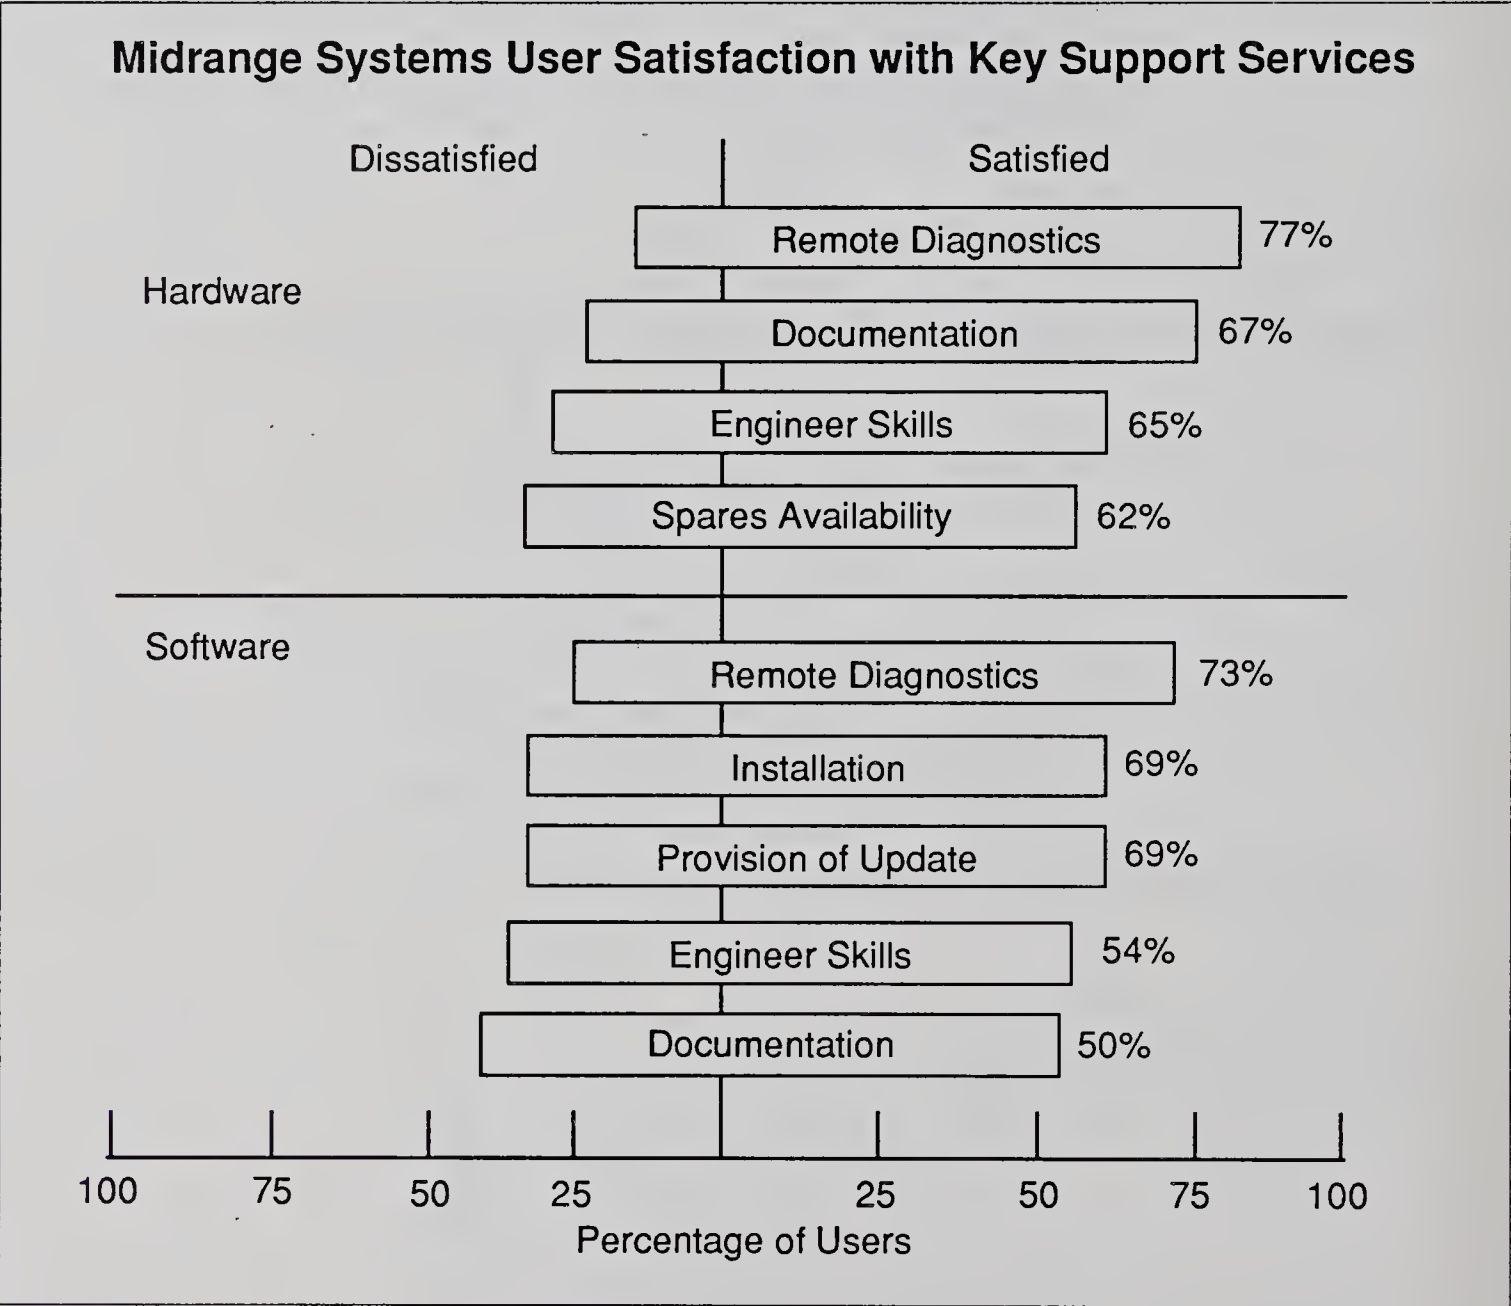 Midrange Systems User Satisfaction with Key Support Services
Dissatisfied Satisfied
Remote Diagnostics 77%
Hardware
Documentation 67%
Engineer Skills 65%
Spares Availability 62%
Software
Remote Diagnostics 73%
Installation 69%
Provision of Update 69%
Engineer Skills 54%
Documentation 50%
100 75 50 25 25 50 75 100
Percentage of Users